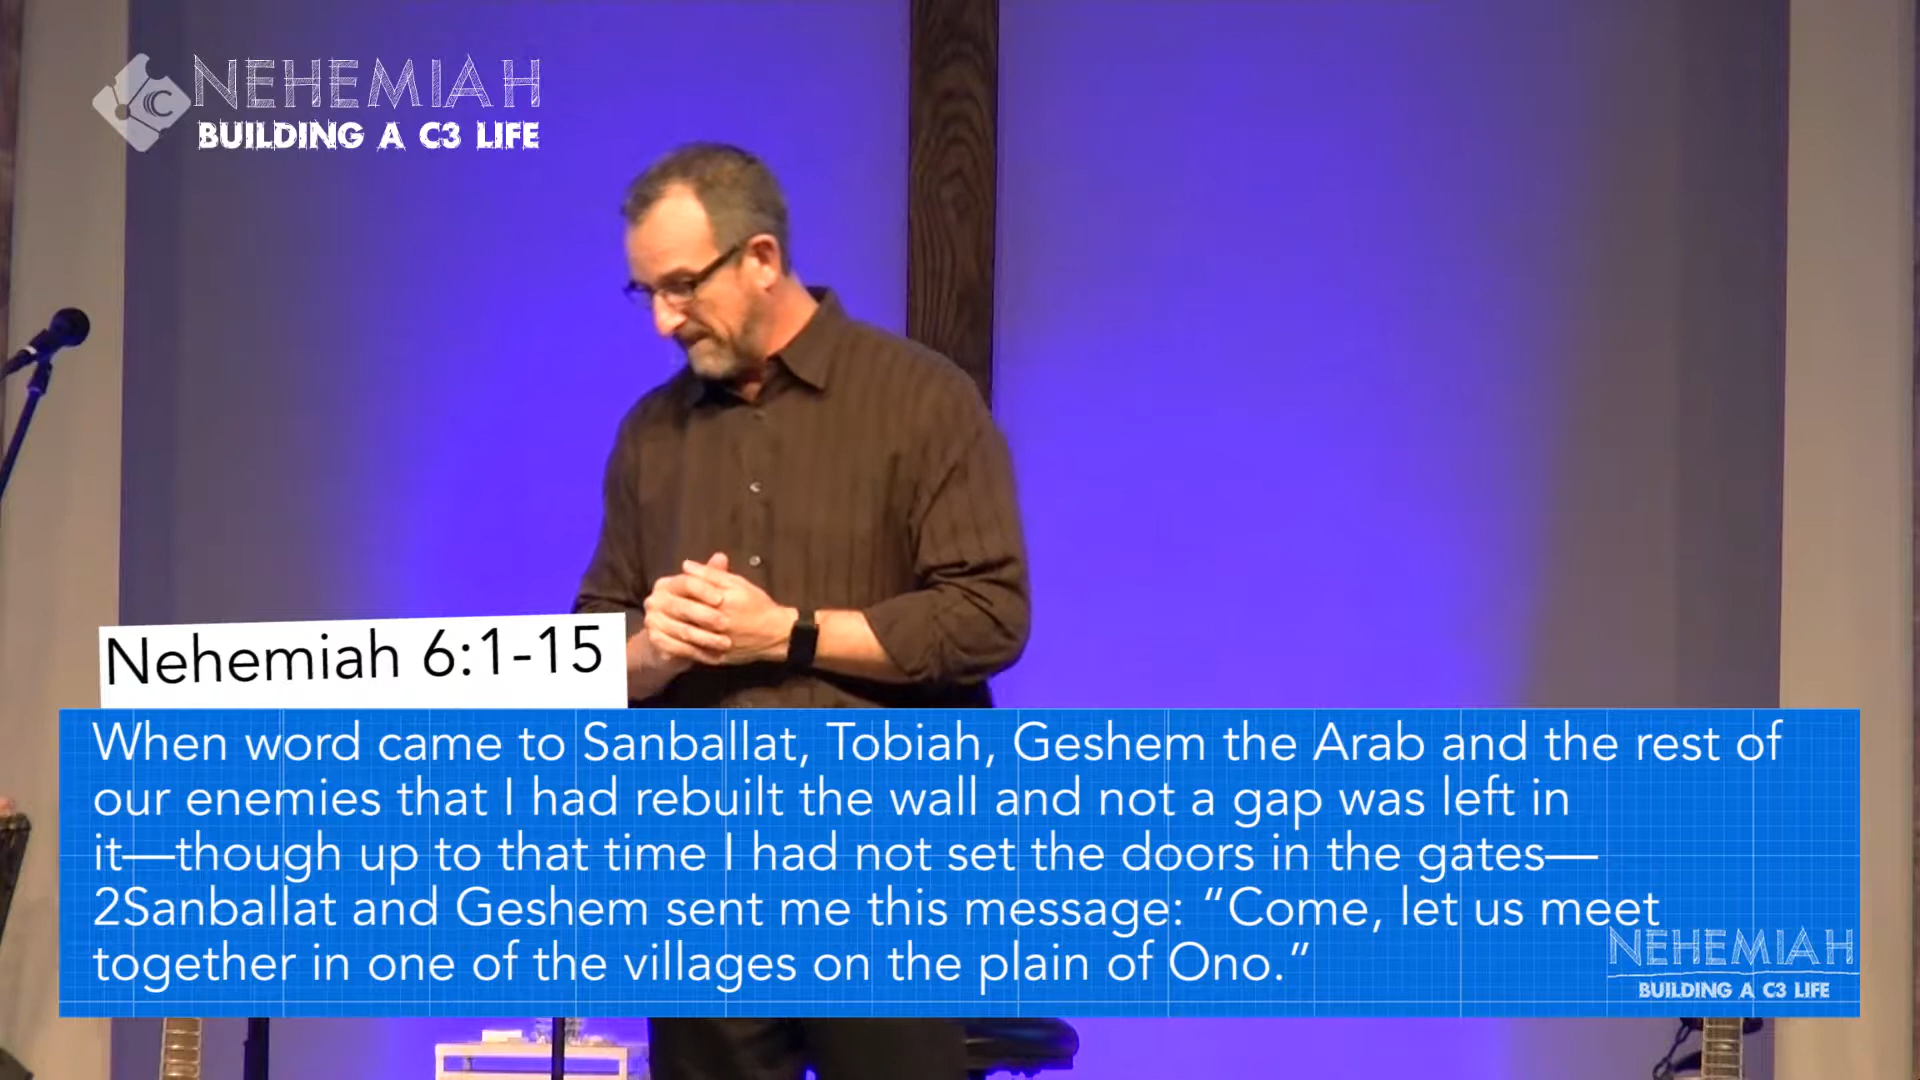 C
NEHEMIAH
BUILDING A C3 LIFE
Nehemiah 6:1-15
When word came to Sanballat, Tobiah, Geshem the Arab and the rest of
our enemies that I had rebuilt the wall and not a gap was left in
it—though up to that time I had not set the doors in the gates—
2Sanballat and Geshem sent me this message: “Come, let us meet
together in one of the villages on the plain of Ono.”
NEHEMIAH
BUILDING A C3 LIFE